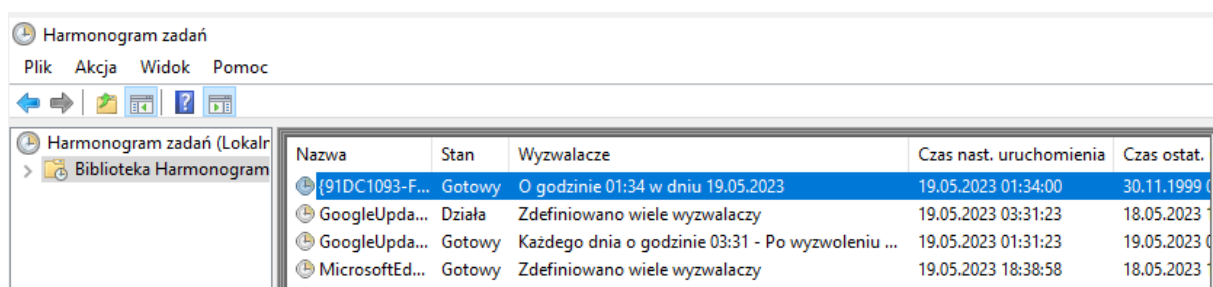 Harmonogram zadań
Plik Akcja Widok Pomoc
Harmonogram zadań (Lokalr
Biblioteka Harmonogram
Nazwa Stan Wyzwalacze Czas nast. uruchomienia Czas ostat.
{91DC1093-F... Gotowy O godzinie 01:34 w dniu 19.05.2023 19.05.2023 01:34:00 30.11.1999
GoogleUpda... Działa Zdefiniowano wiele wyzwalaczy 19.05.2023 03:31:23 18.05.2023
GoogleUpda... Gotowy Każdego dnia o godzinie 03:31 - Po wyzwoleniu ... 19.05.2023 01:31:23 19.05.2023
MicrosoftEd... Gotowy Zdefiniowano wiele wyzwalaczy 19.05.2023 18:38:58 18.05.2023